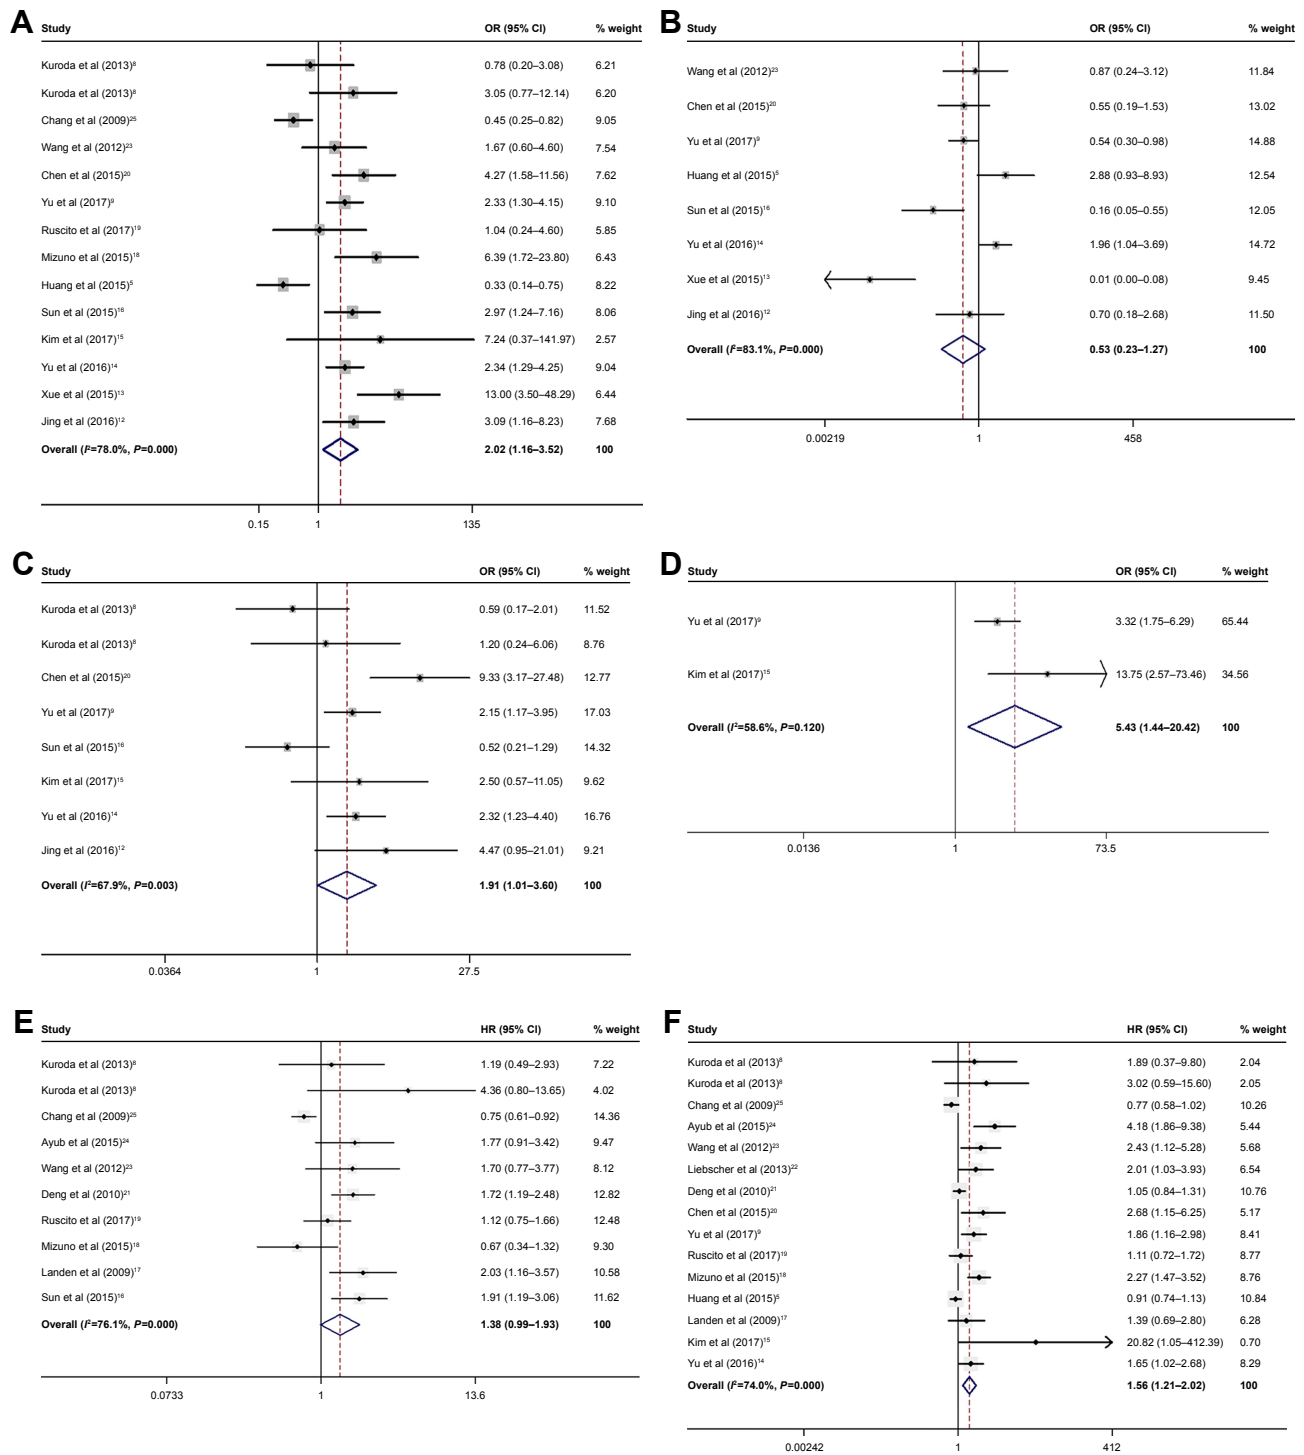 A Study OR (95% CI) % weight
Kuroda et al (2013)⁸ 0.78 (0.20–3.08) 6.21
Kuroda et al (2013)⁸ 3.05 (0.77–12.14) 6.20
Chang et al (2009)²⁵ 0.45 (0.25–0.82) 9.05
Wang et al (2012)²³ 1.67 (0.60–4.60) 7.54
Chen et al (2015)²⁰ 4.27 (1.58–11.56) 7.62
Yu et al (2017)⁹ 2.33 (1.30–4.15) 9.10
Ruscito et al (2017)¹⁹ 1.04 (0.24–4.60) 5.85
Mizuno et al (2015)¹⁸ 6.39 (1.72–23.80) 6.43
Huang et al (2015)⁵ 0.33 (0.14–0.75) 8.22
Sun et al (2015)¹⁶ 2.97 (1.24–7.16) 8.06
Kim et al (2017)¹⁵ 7.24 (0.37–141.97) 2.57
Yu et al (2016)¹⁴ 2.34 (1.29–4.25) 9.04
Xue et al (2015)¹³ 13.00 (3.50–48.29) 6.44
Jing et al (2016)¹² 3.09 (1.16–8.23) 7.68
Overall (I²=78.0%, P=0.000) 2.02 (1.16–3.52) 100
0.15 1 135
B Study OR (95% CI) % weight
Wang et al (2012)²³ 0.87 (0.24–3.12) 11.84
Chen et al (2015)²⁰ 0.55 (0.19–1.53) 13.02
Yu et al (2017)⁹ 0.54 (0.30–0.98) 14.88
Huang et al (2015)⁵ 2.88 (0.93–8.93) 12.54
Sun et al (2015)¹⁶ 0.16 (0.05–0.55) 12.05
Yu et al (2016)¹⁴ 1.96 (1.04–3.69) 14.72
Xue et al (2015)¹³ 0.01 (0.00–0.08) 9.45
Jing et al (2016)¹² 0.70 (0.18–2.68) 11.50
Overall (I²=83.1%, P=0.000) 0.53 (0.23–1.27) 100
0.00219 1 458
C Study OR (95% CI) % weight
Kuroda et al (2013)⁸ 0.59 (0.17–2.01) 11.52
Kuroda et al (2013)⁸ 1.20 (0.24–6.06) 8.76
Chen et al (2015)²⁰ 9.33 (3.17–27.48) 12.77
Yu et al (2017)⁹ 2.15 (1.17–3.95) 17.03
Sun et al (2015)¹⁶ 0.52 (0.21–1.29) 14.32
Kim et al (2017)¹⁵ 2.50 (0.57–11.05) 9.62
Yu et al (2016)¹⁴ 2.32 (1.23–4.40) 16.76
Jing et al (2016)¹² 4.47 (0.95–21.01) 9.21
Overall (I²=67.9%, P=0.003) 1.91 (1.01–3.60) 100
0.0364 1 27.5
D Study OR (95% CI) % weight
Yu et al (2017)⁹ 3.32 (1.75–6.29) 65.44
Kim et al (2017)¹⁵ 13.75 (2.57–73.46) 34.56
Overall (I²=58.6%, P=0.120) 5.43 (1.44–20.42) 100
0.0136 1 73.5
E Study HR (95% CI) % weight
Kuroda et al (2013)⁸ 1.19 (0.49–2.93) 7.22
Kuroda et al (2013)⁸ 4.36 (0.80–13.65) 4.02
Chang et al (2009)²⁵ 0.75 (0.61–0.92) 14.36
Ayub et al (2015)²⁴ 1.77 (0.91–3.42) 9.47
Wang et al (2012)²³ 1.70 (0.77–3.77) 8.12
Deng et al (2010)²¹ 1.72 (1.19–2.48) 12.82
Ruscito et al (2017)¹⁹ 1.12 (0.75–1.66) 12.48
Mizuno et al (2015)¹⁸ 0.67 (0.34–1.32) 9.30
Landen et al (2009)¹⁷ 2.03 (1.16–3.57) 10.58
Sun et al (2015)¹⁶ 1.91 (1.19–3.06) 11.62
Overall (I²=76.1%, P=0.000) 1.38 (0.99–1.93) 100
0.0733 1 13.6
F Study HR (95% CI) % weight
Kuroda et al (2013)⁸ 1.89 (0.37–9.80) 2.04
Kuroda et al (2013)⁸ 3.02 (0.59–15.60) 2.05
Chang et al (2009)²⁵ 0.77 (0.58–1.02) 10.26
Ayub et al (2015)²⁴ 4.18 (1.86–9.38) 5.44
Wang et al (2012)²³ 2.43 (1.12–5.28) 5.68
Liebscher et al (2013)²² 2.01 (1.03–3.93) 6.54
Deng et al (2010)²¹ 1.05 (0.84–1.31) 10.76
Chen et al (2015)²⁰ 2.68 (1.15–6.25) 5.17
Yu et al (2017)⁹ 1.86 (1.16–2.98) 8.41
Ruscito et al (2017)¹⁹ 1.11 (0.72–1.72) 8.77
Mizuno et al (2015)¹⁸ 2.27 (1.47–3.52) 8.76
Huang et al (2015)⁵ 0.91 (0.74–1.13) 10.84
Landen et al (2009)¹⁷ 1.39 (0.69–2.80) 6.28
Kim et al (2017)¹⁵ 20.82 (1.05–412.39) 0.70
Yu et al (2016)¹⁴ 1.65 (1.02–2.68) 8.29
Overall (I²=74.0%, P=0.000) 1.56 (1.21–2.02) 100
0.00242 1 412